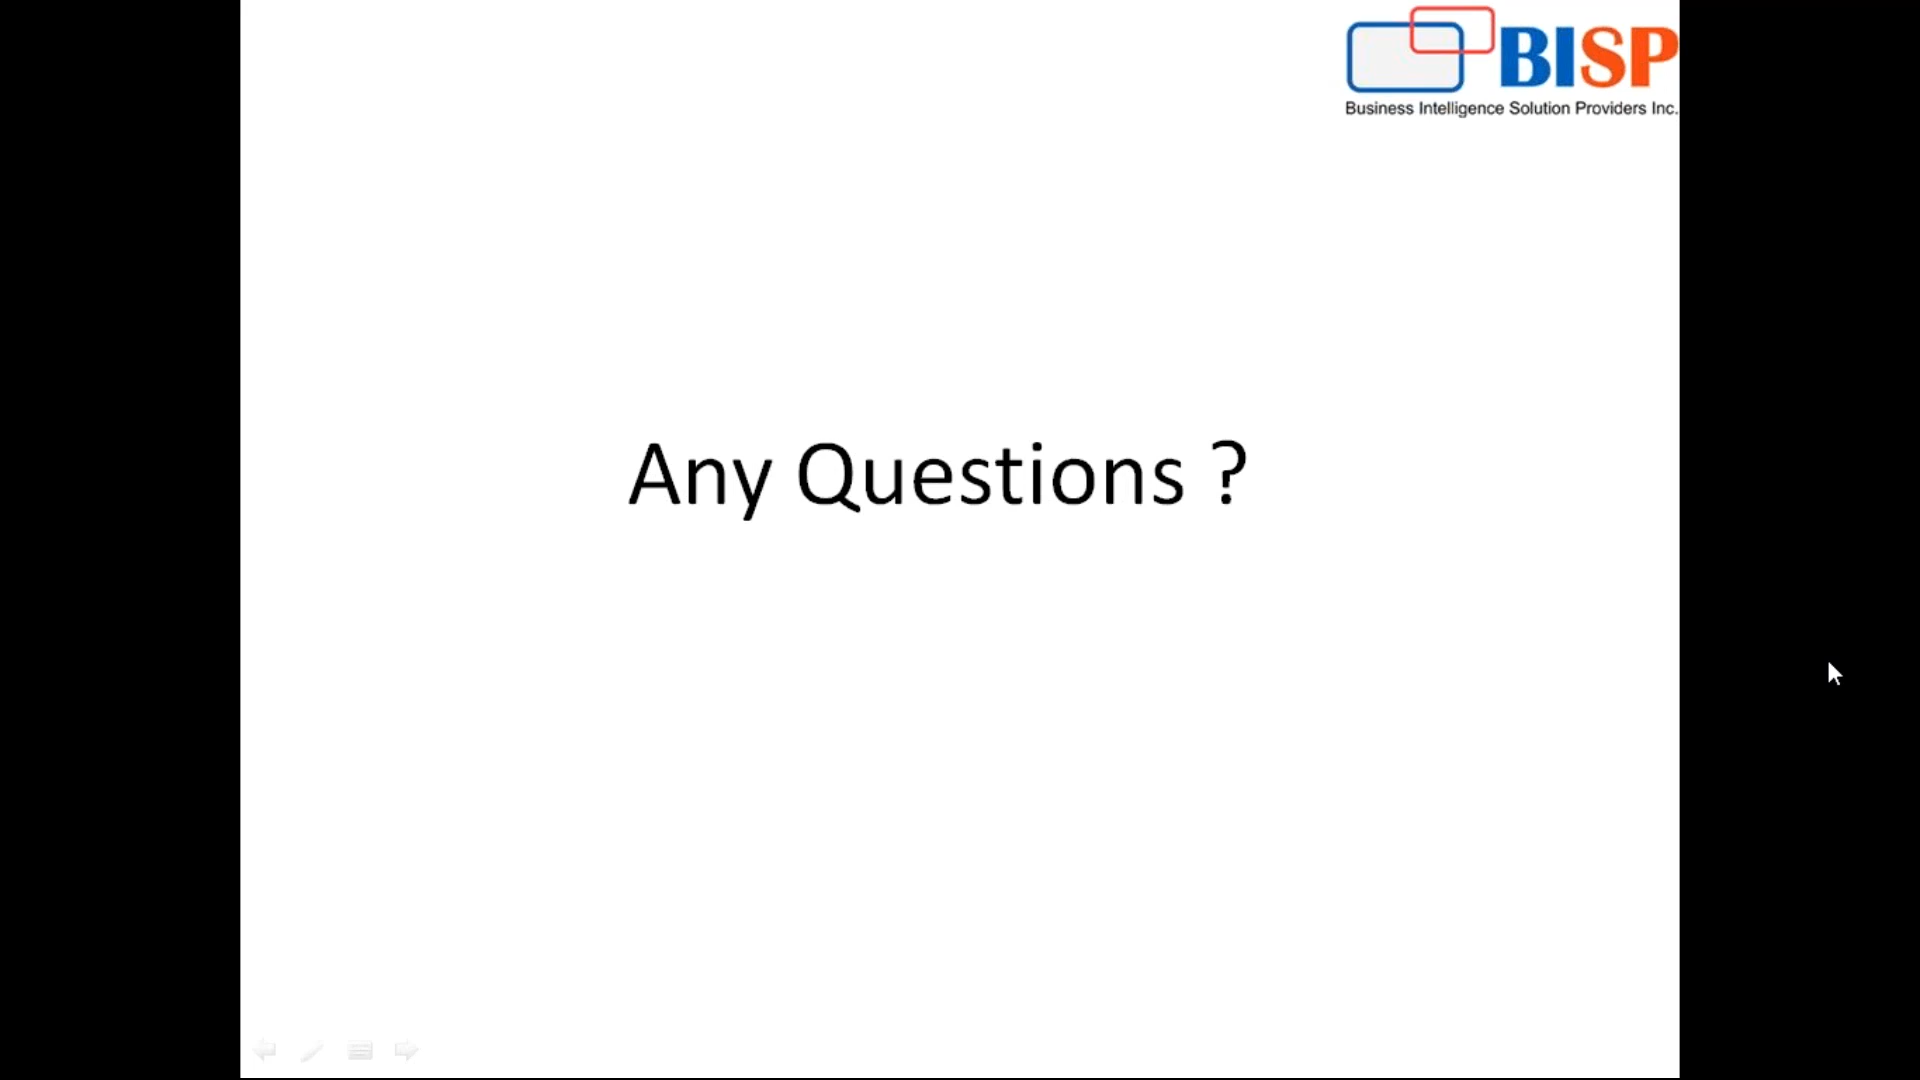 BISP
Business Intelligence Solution Providers Inc.
Any Questions ?